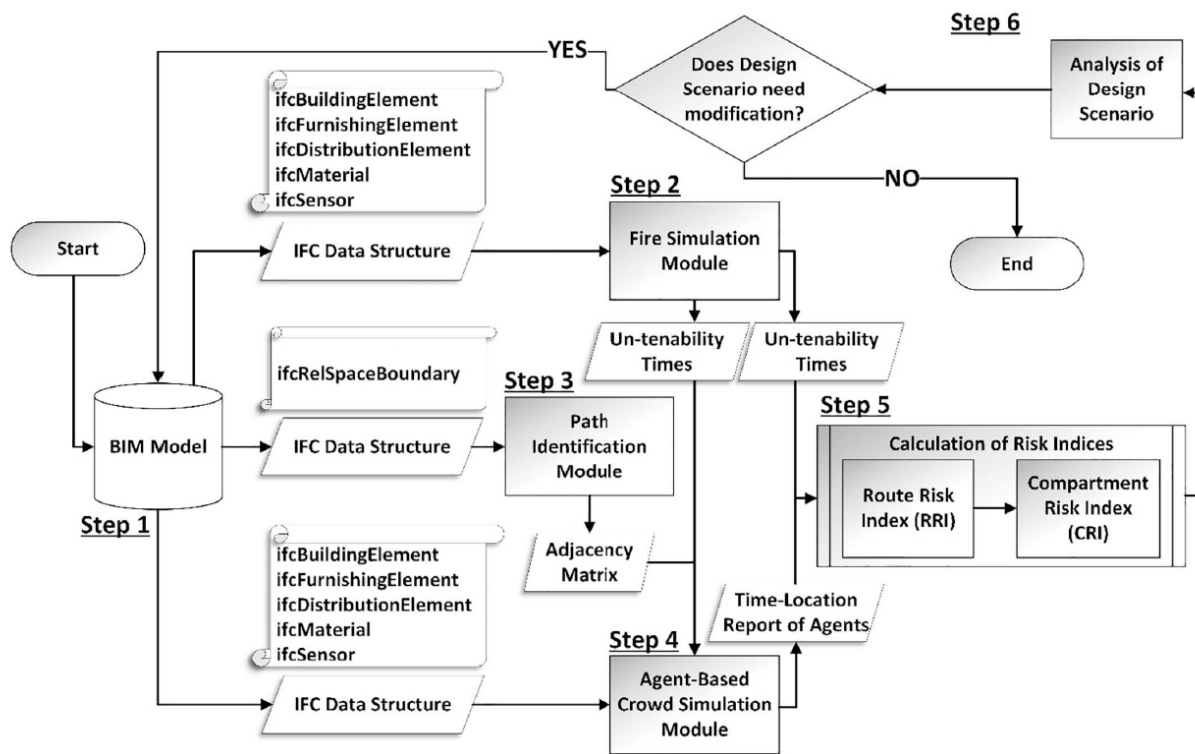 Step 6
YES
Does Design
Scenario need
modification?
Analysis of
Design
Scenario
NO
End
ifcBuildingElement
ifcFurnishingElement
ifcDistributionElement
ifcMaterial
ifcSensor
Step 2
Start
IFC Data Structure
Fire Simulation
Module
Un-tenability
Times
Un-tenability
Times
ifcRelSpaceBoundary
Step 3
BIM Model
IFC Data Structure
Path
Identification
Module
Step 5
Calculation of Risk Indices
Route Risk
Index (RRI)
Compartment
Risk Index
(CRI)
Step 1
Adjacency
Matrix
ifcBuildingElement
ifcFurnishingElement
ifcDistributionElement
ifcMaterial
ifcSensor
Time-Location
Report of Agents
Step 4
IFC Data Structure
Agent-Based
Crowd Simulation
Module